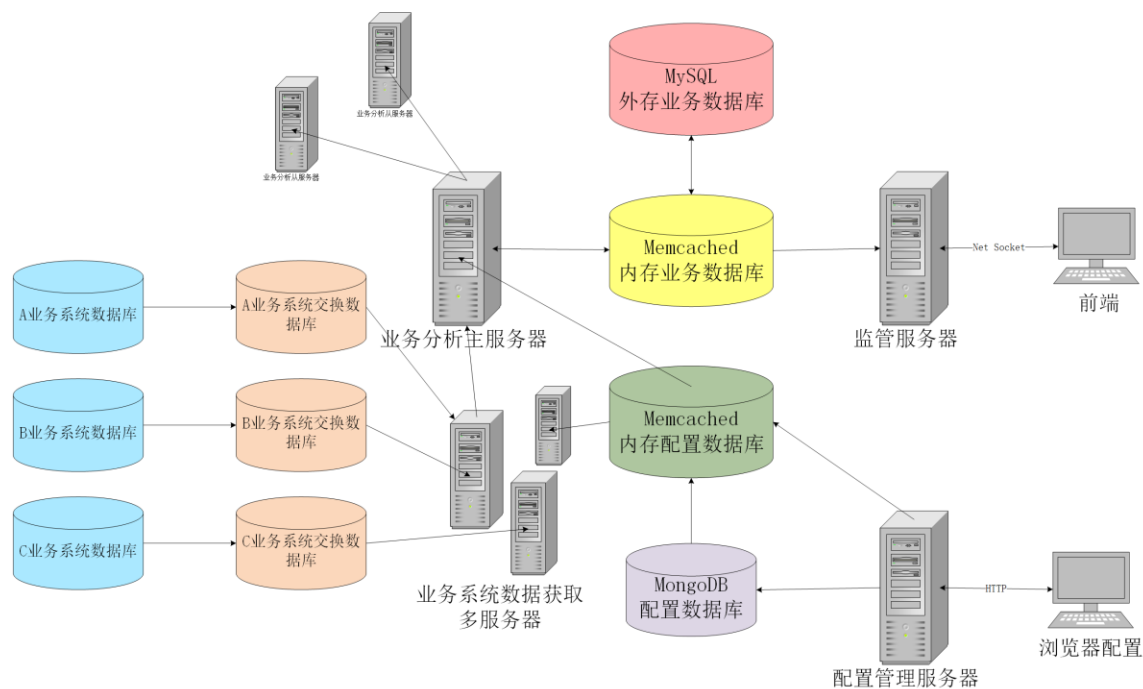 业务分析从服务器
业务分析从服务器
MySQL
外存业务数据库
Memcached
内存业务数据库
Net Socket
前端
监管服务器
业务分析主服务器
A业务系统数据库
A业务系统交换数
据库
B业务系统数据库
B业务系统交换数
据库
C业务系统数据库
C业务系统交换数
据库
业务系统数据获取
多服务器
Memcached
内存配置数据库
MongoDB
配置数据库
HTTP
浏览器配置
配置管理服务器